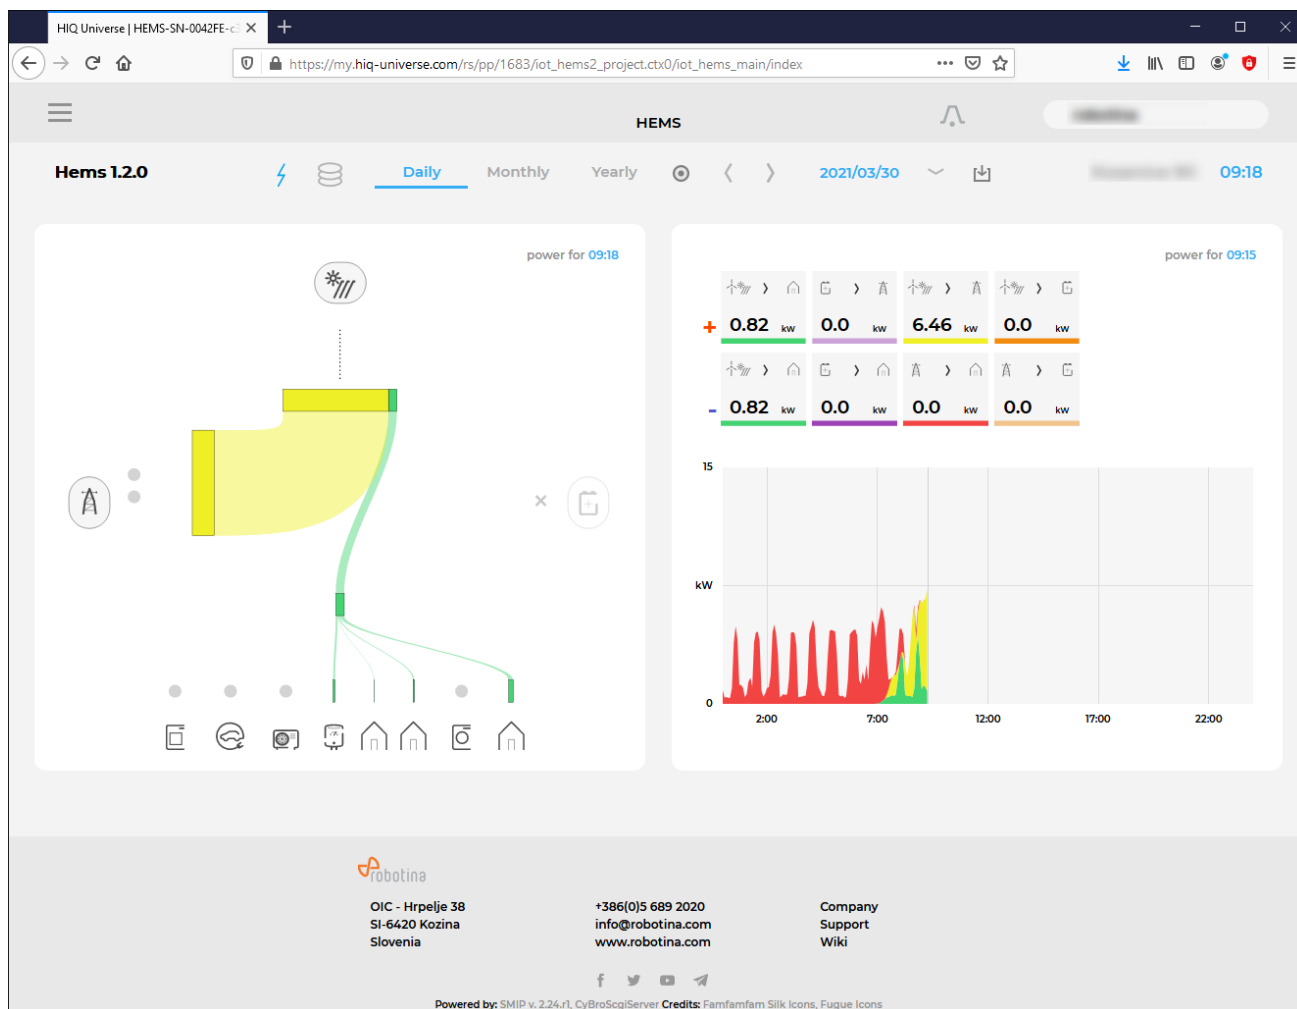 HIQ Universe | HEMS-SN-0042FE-c
https://my.hiq-universe.com/rs/pp/1683/iot_hems2_project.ctx0/iot_hems_main/index
HEMS
Hems 1.2.0
Daily
Monthly
Yearly
2021/03/30
09:18
power for 09:18
power for 09:15
+ 0.82 kw 0.0 kw 6.46 kw 0.0 kw
- 0.82 kw 0.0 kw 0.0 kw 0.0 kw
15
kW
0
2:00 7:00 12:00 17:00 22:00
robotina
OIC - Hrpelje 38
SI-6420 Kozina
Slovenia
+386(0)5 689 2020
info@robotina.com
www.robotina.com
Company
Support
Wiki
Powered by: SMIP v. 2.24.r1, CyBroScgiServer Credits: Famfamfam Silk Icons, Fugue Icons